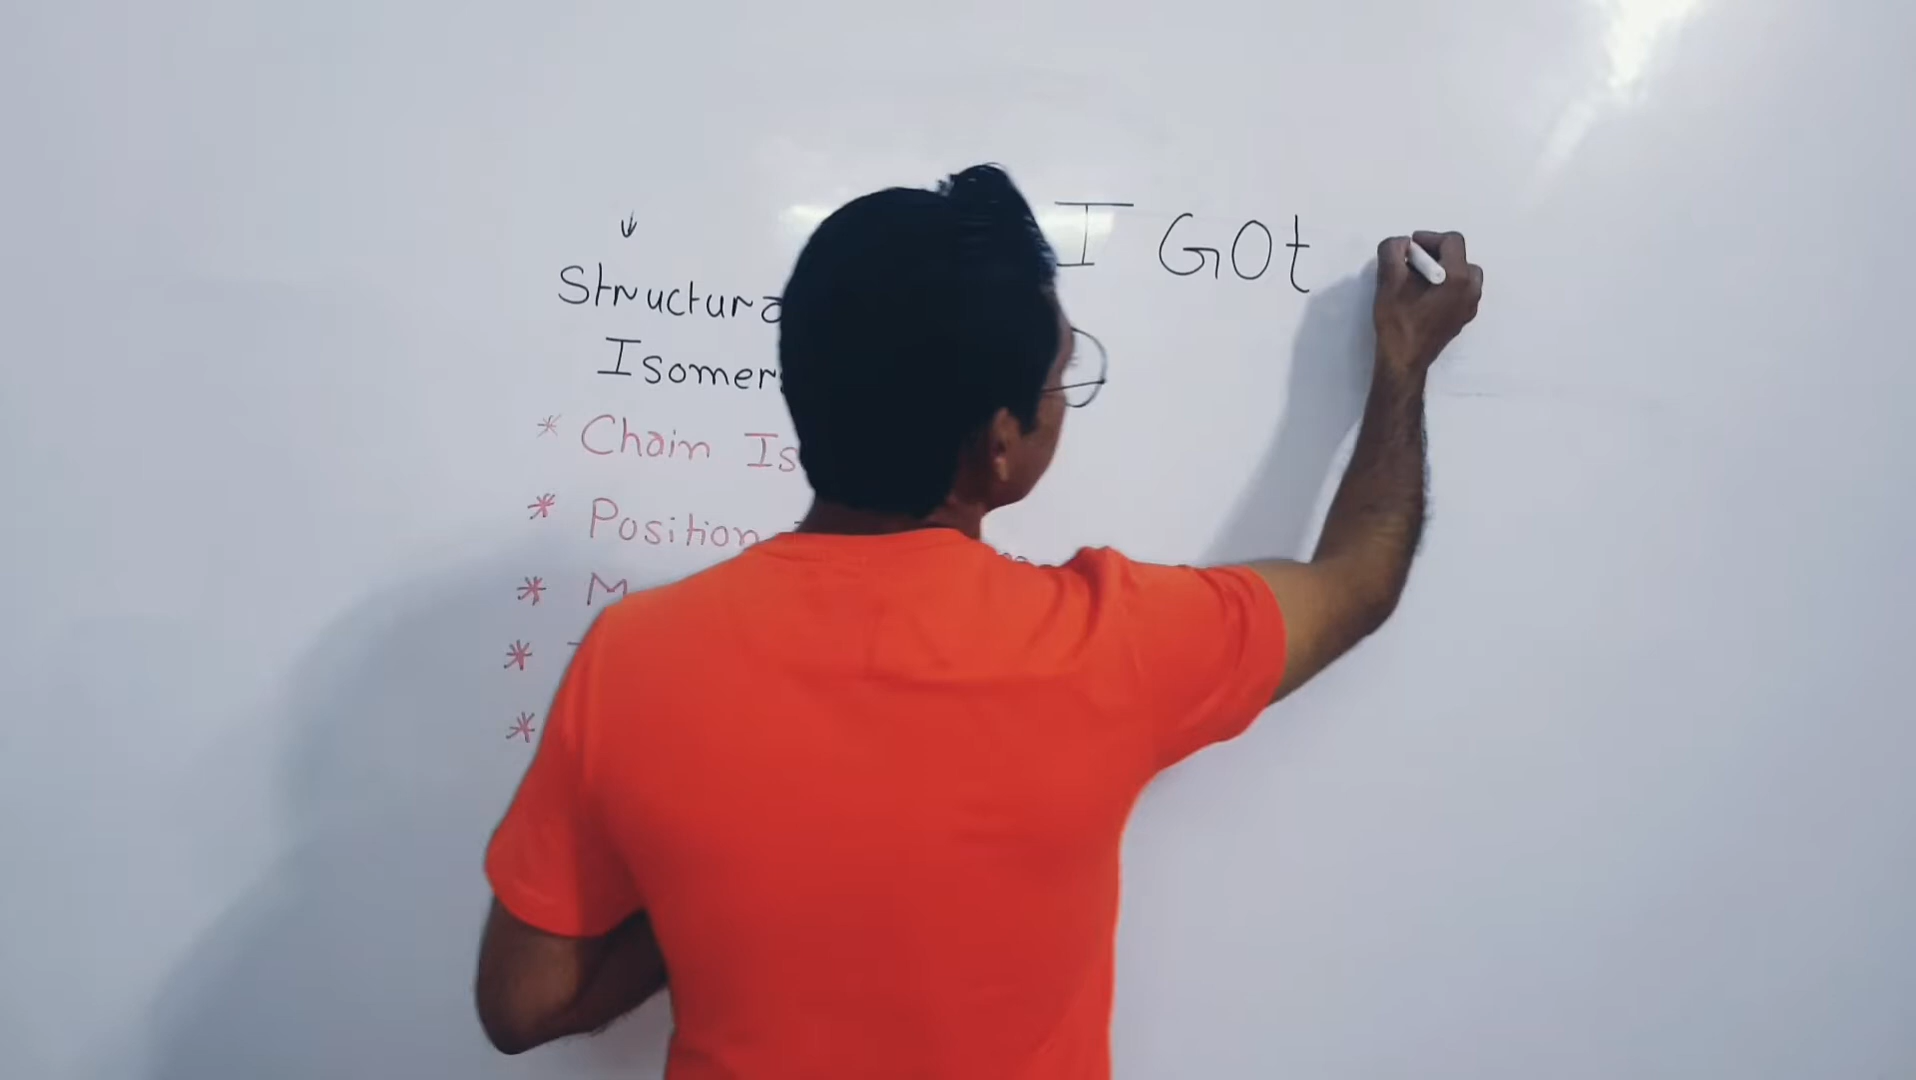 I GOt
Structura
Isomer
* Chain Is
* Position
* M
*
*